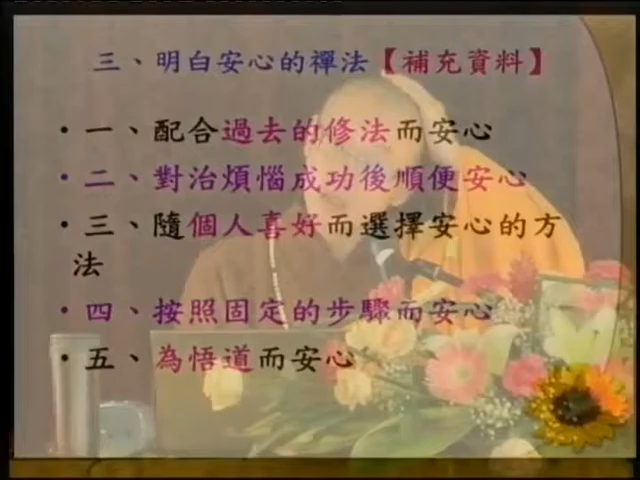 三、明白安心的禪法【補充資料】
• 一、配合過去的修法而安心
• 二、對治煩惱成功後順便安心
• 三、隨個人喜好而選擇安心的方
法
• 四、按照固定的步驟而安心
• 五、為悟道而安心